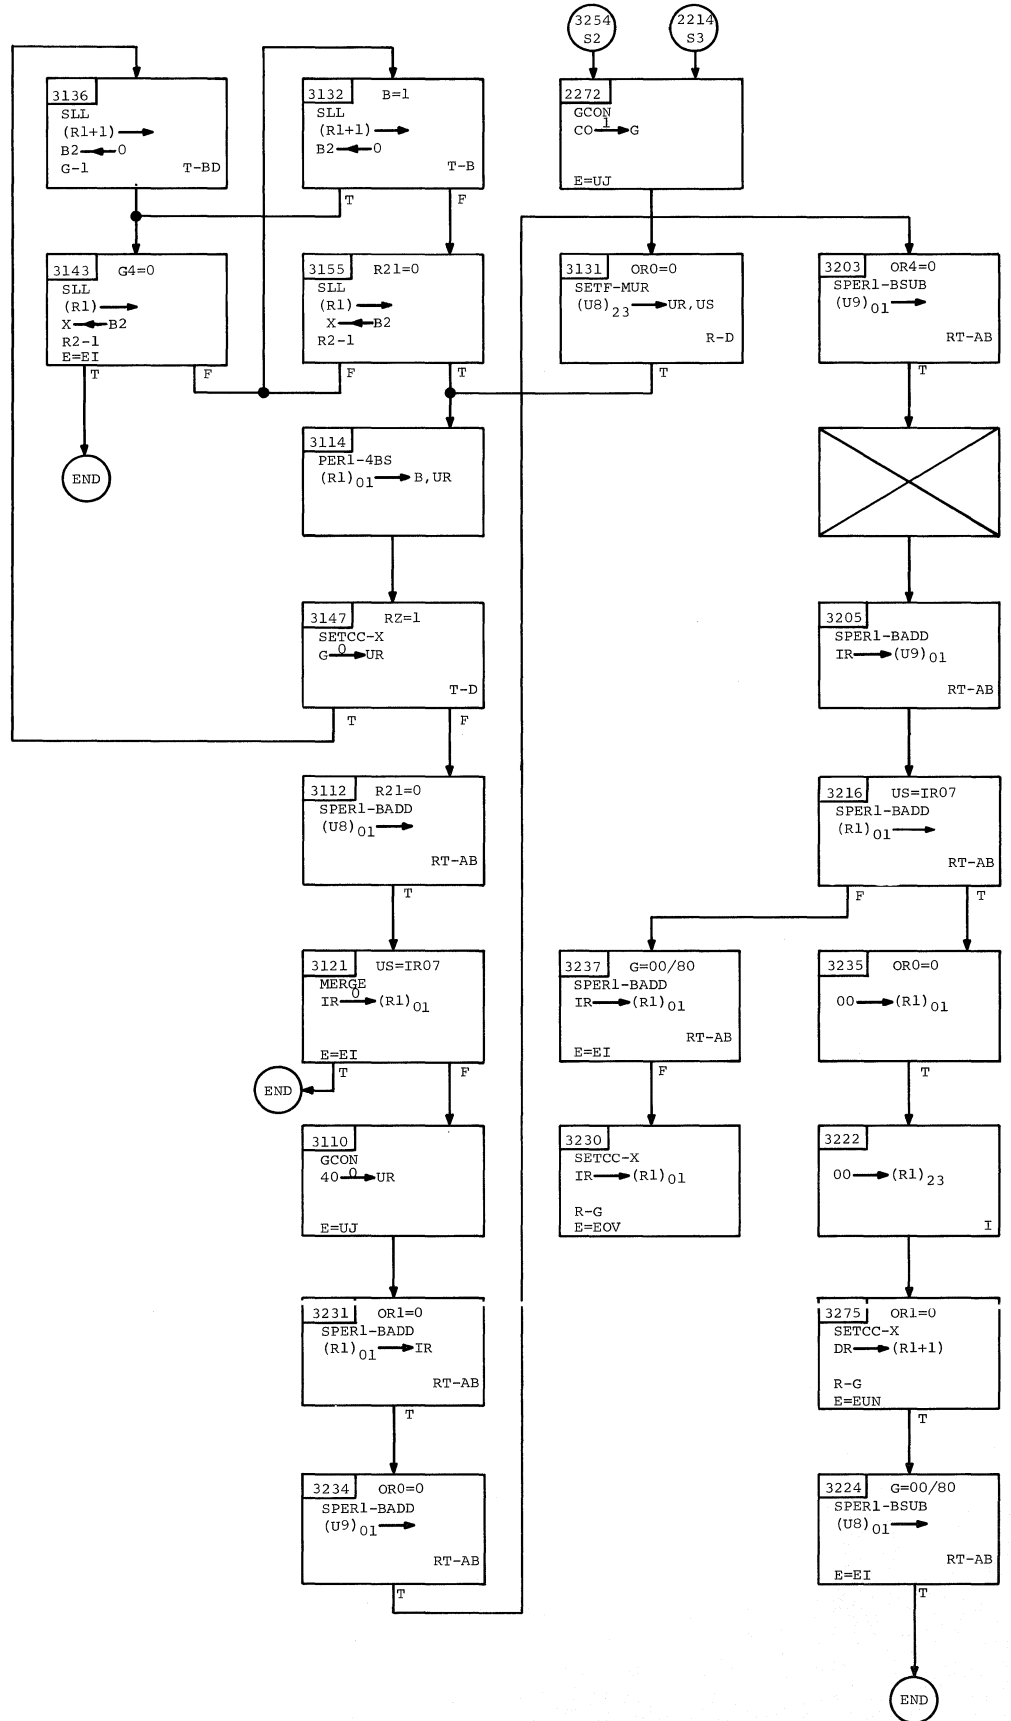 3254
S2
2214
S3
3136
SLL
(R1+1)
B2 0
G-1
T-BD
3132 B=1
SLL
(R1+1)
B2 0
T-B
T
F
2272
GCON
CO 1 G
E=UJ
3143 G4=0
SLL
(R1)
X B2
R2-1
E=EI
T
F
END
3155 R21=0
SLL
(R1)
X B2
R2-1
F
T
3131 OR0=0
SETF-MUR
(U8)23 UR,US
R-D
T
3203 OR4=0
SPER1-BSUB
(U9)01
RT-AB
T
3114
PER1-4BS
(R1)01 B,UR
3147 RZ=1
SETCC-X
G 0 UR
T-D
T
F
3205
SPER1-BADD
IR (U9)01
RT-AB
3112 R21=0
SPER1-BADD
(U8)01
RT-AB
T
3216 US=IR07
SPER1-BADD
(R1)01
RT-AB
F
T
3121 US=IR07
MERGE
IR 0 (R1)01
E=EI
T
F
END
3237 G=00/80
SPER1-BADD
IR (R1)01
RT-AB
E=EI
F
3235 OR0=0
00 (R1)01
T
3110
GCON
40 0 UR
E=UJ
3230
SETCC-X
IR (R1)01
R-G
E=EOV
3222
00 (R1)23
I
3231 OR1=0
SPER1-BADD
(R1)01 IR
RT-AB
T
3275 OR1=0
SETCC-X
DR (R1+1)
R-G
E=EUN
T
3234 OR0=0
SPER1-BADD
(U9)01
RT-AB
T
3224 G=00/80
SPER1-BSUB
(U8)01
RT-AB
E=EI
T
END